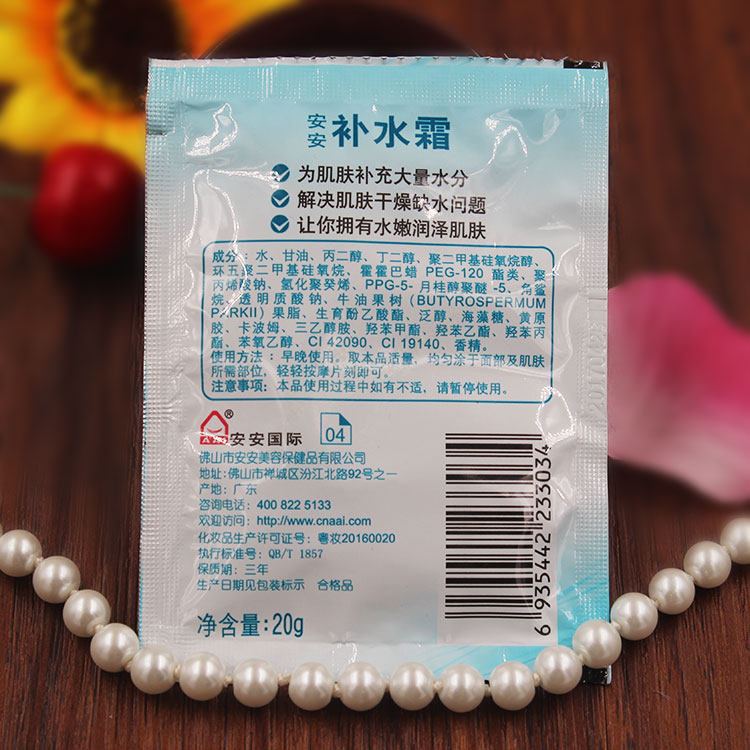 安安 补水霜
为肌肤补充大量水分
解决肌肤干燥缺水问题
让你拥有水嫩润泽肌肤
成分：水、甘油、丙二醇、丁二醇、聚二甲基硅氧烷醇、
环五聚二甲基硅氧烷、霍霍巴蜡 PEG-120 酯类、聚
丙烯酸钠、氢化聚癸烯、PPG-5- 月桂醇聚醚 -5、角鲨
烷、透明质酸钠、牛油果树（BUTYROSPERMUM
PARKII）果脂、生育酚乙酸酯、泛醇、海藻糖、黄原
胶、卡波姆、三乙醇胺、羟苯甲酯、羟苯乙酯、羟苯丙
酯、苯氧乙醇、CI 42090、CI 19140、香精。
使用方法：早晚使用。取本品适量，均匀涂于面部及肌肤
所需部位，轻轻按摩片刻即可。
注意事项：本品使用过程中如有不适，请暂停使用。
®
安安国际 04
佛山市安安美容保健品有限公司
地址:佛山市禅城区汾江北路92号之一
产地：广东
咨询电话：400 822 5133
欢迎访问：http://www.cnaai.com
化妆品生产许可证号：粤妆20160020
执行标准号：QB/T 1857
保质期：三年
生产日期见包装标示 合格品
净含量:20g
6 935442 233034